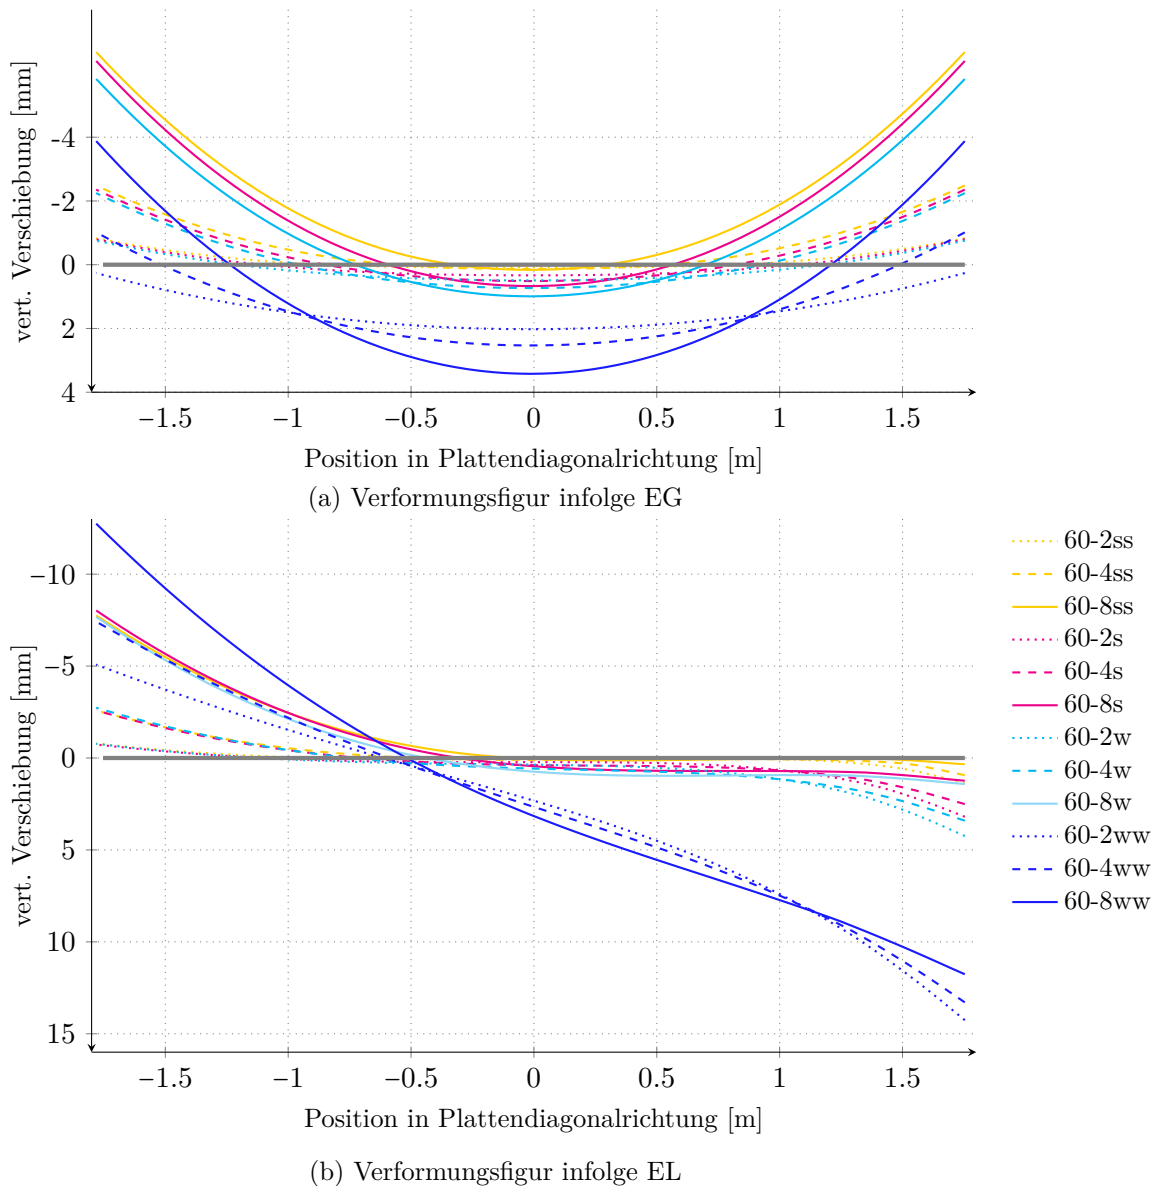 vert. Verschiebung [mm]
-4
-2
0
2
4
−1.5
−1
−0.5
0
0.5
1
1.5
Position in Plattendiagonalrichtung [m]
(a) Verformungsfigur infolge EG
vert. Verschiebung [mm]
−10
−5
0
5
10
15
−1.5
−1
−0.5
0
0.5
1
1.5
Position in Plattendiagonalrichtung [m]
(b) Verformungsfigur infolge EL
60-2ss
60-4ss
60-8ss
60-2s
60-4s
60-8s
60-2w
60-4w
60-8w
60-2ww
60-4ww
60-8ww